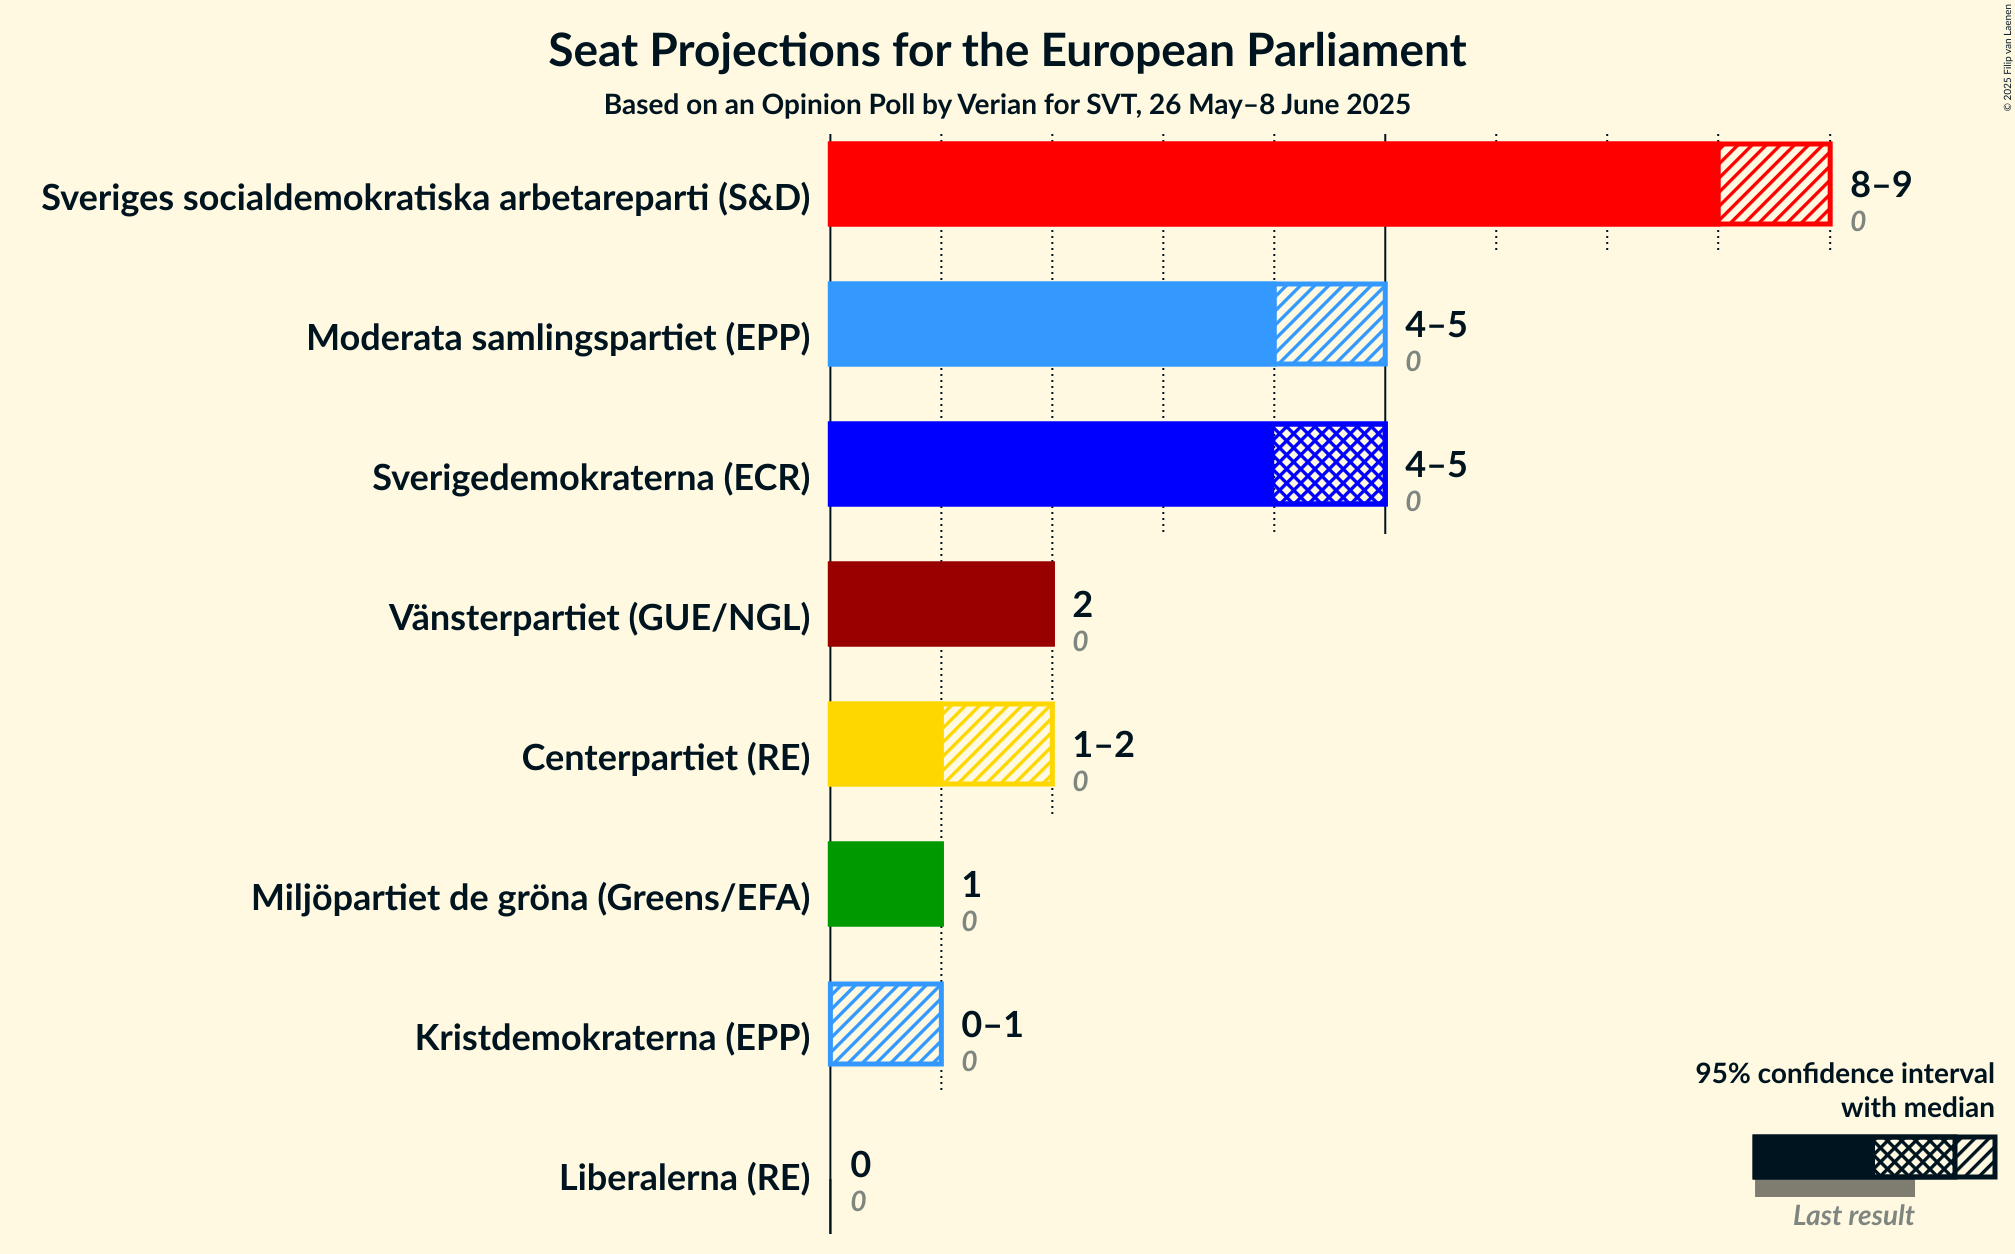 Seat Projections for the European Parliament
Based on an Opinion Poll by Verian for SVT, 26 May–8 June 2025
© 2025 Filip van Laenen
Sveriges socialdemokratiska arbetareparti (S&D)
8–9
0
Moderata samlingspartiet (EPP)
4–5
0
Sverigedemokraterna (ECR)
4–5
0
Vänsterpartiet (GUE/NGL)
2
0
Centerpartiet (RE)
1–2
0
Miljöpartiet de gröna (Greens/EFA)
1
0
Kristdemokraterna (EPP)
0–1
0
Liberalerna (RE)
0
0
95% confidence interval
with median
Last result